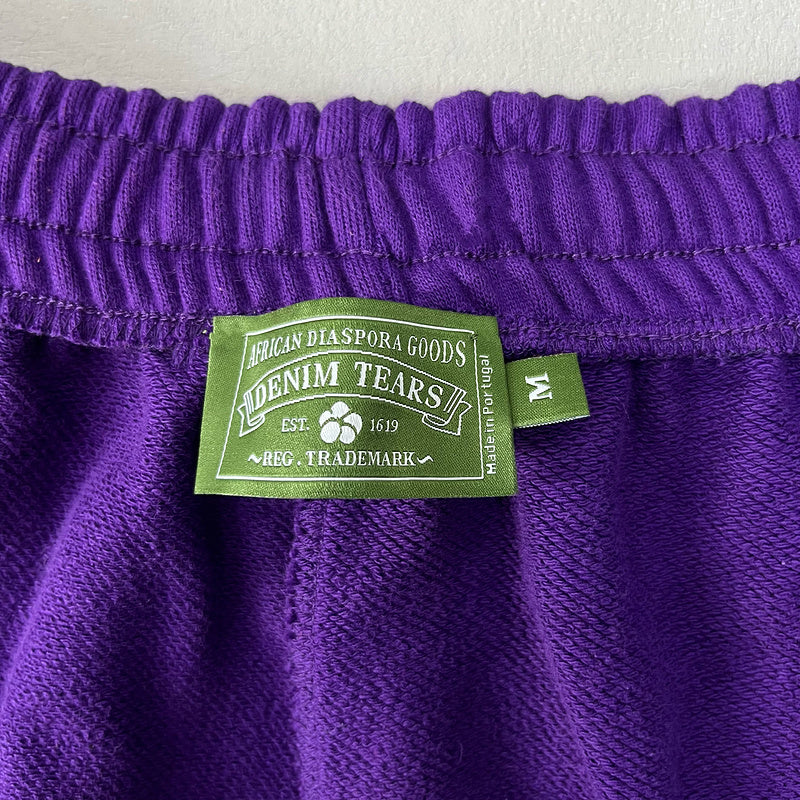 AFRICAN DIASPORA GOODS
DENIM TEARS
EST. 1619
~REG. TRADEMARK~
Made in Portugal
M